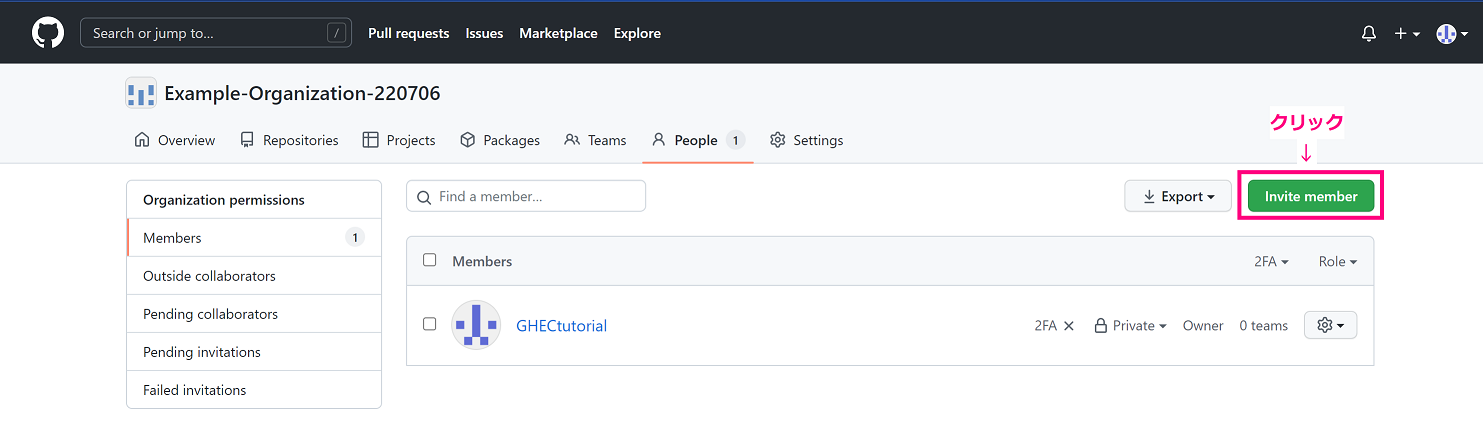 Search or jump to... /
Pull requests Issues Marketplace Explore
Example-Organization-220706
Overview Repositories Projects Packages Teams People 1 Settings
クリック
↓
Organization permissions
Members 1
Outside collaborators
Pending collaborators
Pending invitations
Failed invitations
Find a member...
Export
Invite member
Members 2FA Role
GHECtutorial 2FA Private Owner 0 teams